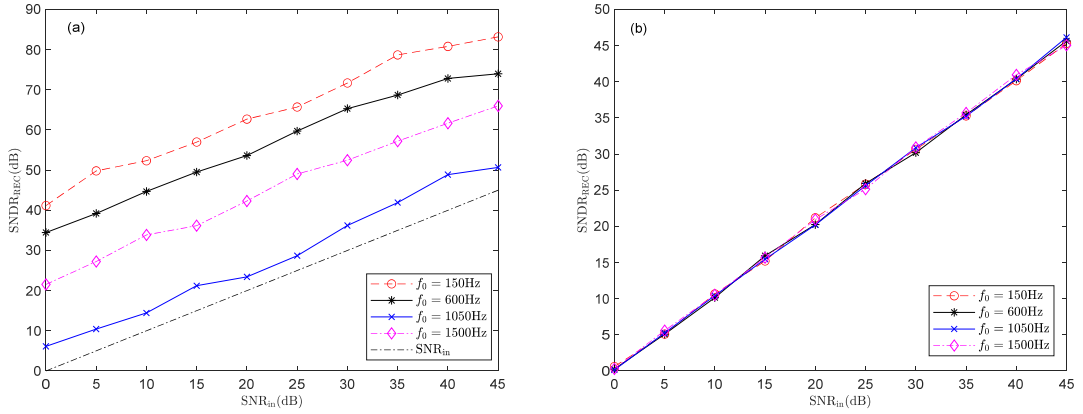 (a)
90
80
70
60
50
40
30
20
10
0
SNDR_REC(dB)
0 5 10 15 20 25 30 35 40 45
SNR_in(dB)
f_0 = 150Hz
f_0 = 600Hz
f_0 = 1050Hz
f_0 = 1500Hz
SNR_in
(b)
50
45
40
35
30
25
20
15
10
5
0
SNDR_REC(dB)
0 5 10 15 20 25 30 35 40 45
SNR_in(dB)
f_0 = 150Hz
f_0 = 600Hz
f_0 = 1050Hz
f_0 = 1500Hz